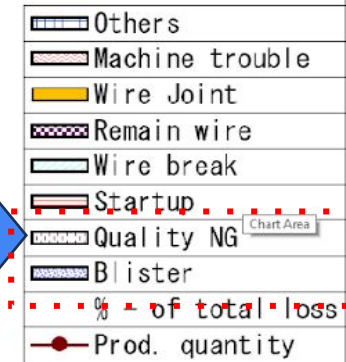 Others
Machine trouble
Wire Joint
Remain wire
Wire break
Startup
Chart Area
Quality NG
Blister
% - of total loss
Prod. quantity